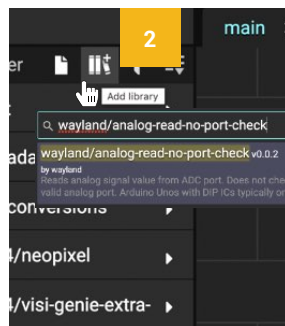 2
main
er
Add library
wayland/analog-read-no-port-check
wayland/analog-read-no-port-check v0.0.2
by wayland
Reads analog signal value from ADC port. Does not che
valid analog port. Arduino Unos with DIP ICs typically on
ada
conversions
4/neopixel
4/visi-genie-extra-